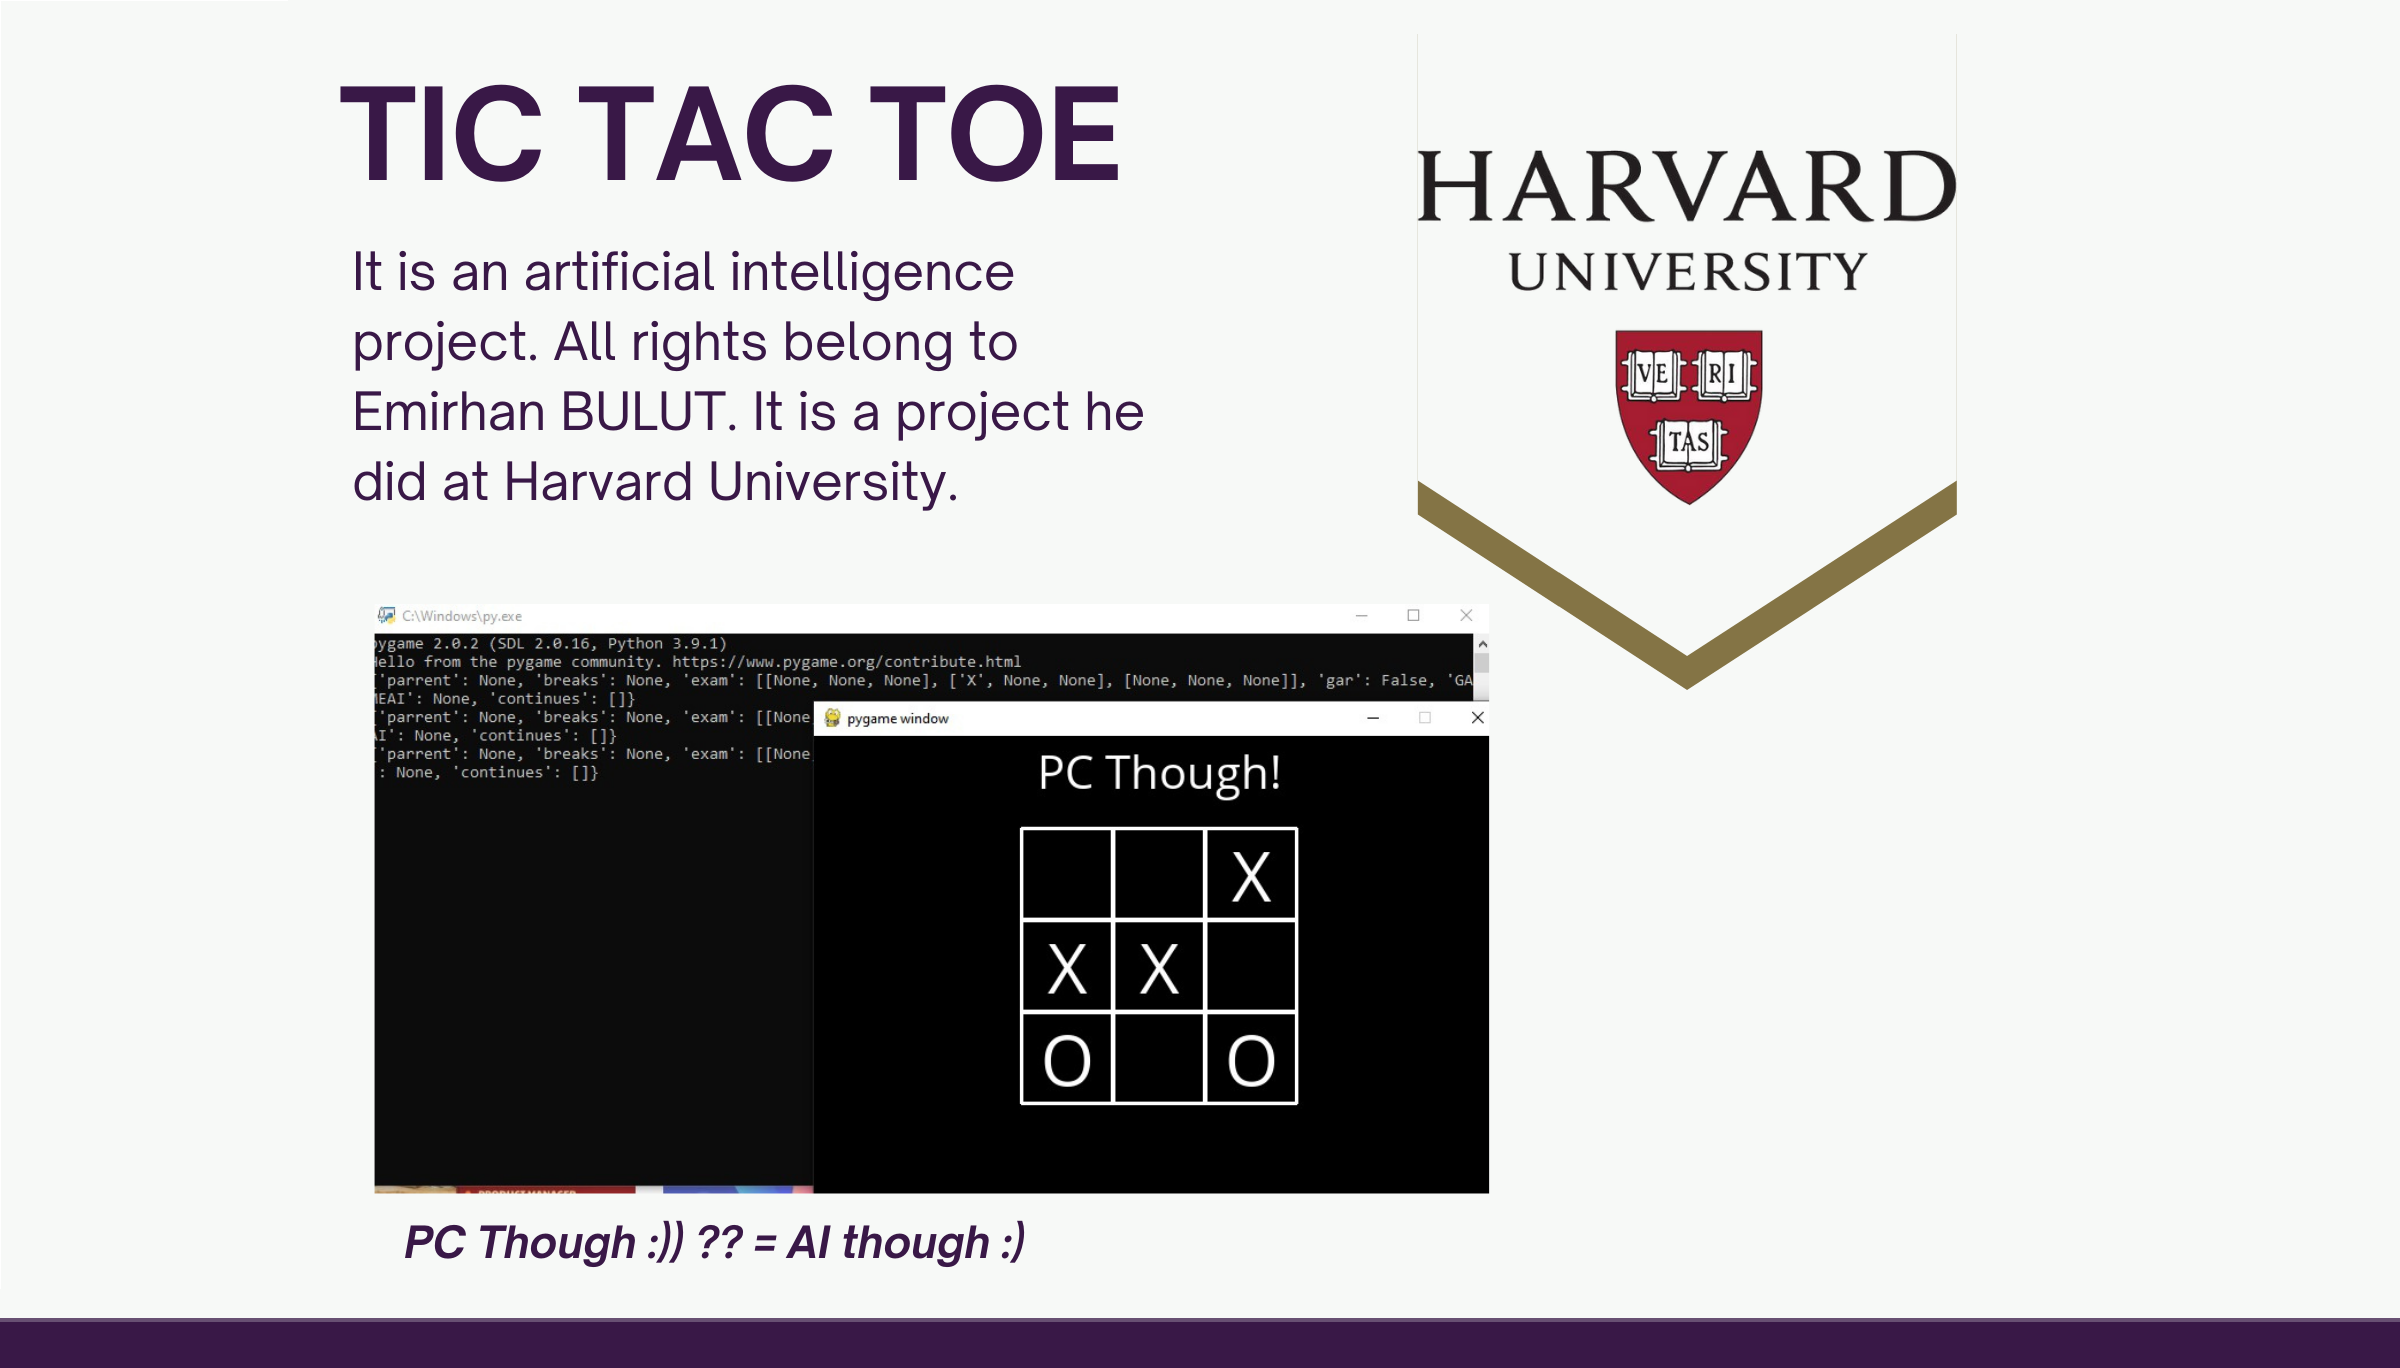 TIC TAC TOE
It is an artificial intelligence
project. All rights belong to
Emirhan BULUT. It is a project he
did at Harvard University.
HARVARD
UNIVERSITY
VE RI
TAS
C:\Windows\py.exe
ygame 2.0.2 (SDL 2.0.16, Python 3.9.1)
ello from the pygame community. https://www.pygame.org/contribute.html
'parrent': None, 'breaks': None, 'exam': [[None, None, None], ['X', None, None], [None, None, None]], 'gar': False, 'GA
MEAI': None, 'continues': []}
'parrent': None, 'breaks': None, 'exam': [[None
AI': None, 'continues': []}
'parrent': None, 'breaks': None, 'exam': [[None
': None, 'continues': []}
pygame window
PC Though!
X
X X
O O
PRODUCT MANAGER
PC Though :)) ?? = AI though :)